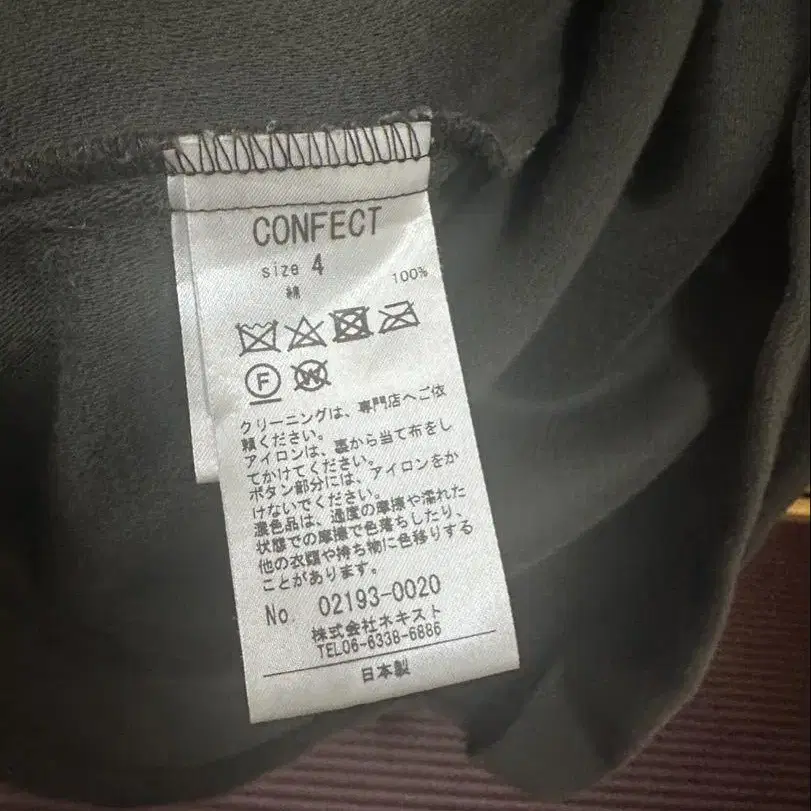 CONFECT
size 4
綿 100%
F
W
クリーニングは、専門店へご依
頼ください。
アイロンは、裏から当て布をし
てかけてください。
ボタン部分には、アイロンをか
けないでください。
濃色品は、過度の摩擦や濡れた
状態での摩擦で色落ちしたり、
他の衣類や持ち物に色移りする
ことがあります。
No. 02193-0020
株式会社ネキスト
TEL06-6338-6886
日本製